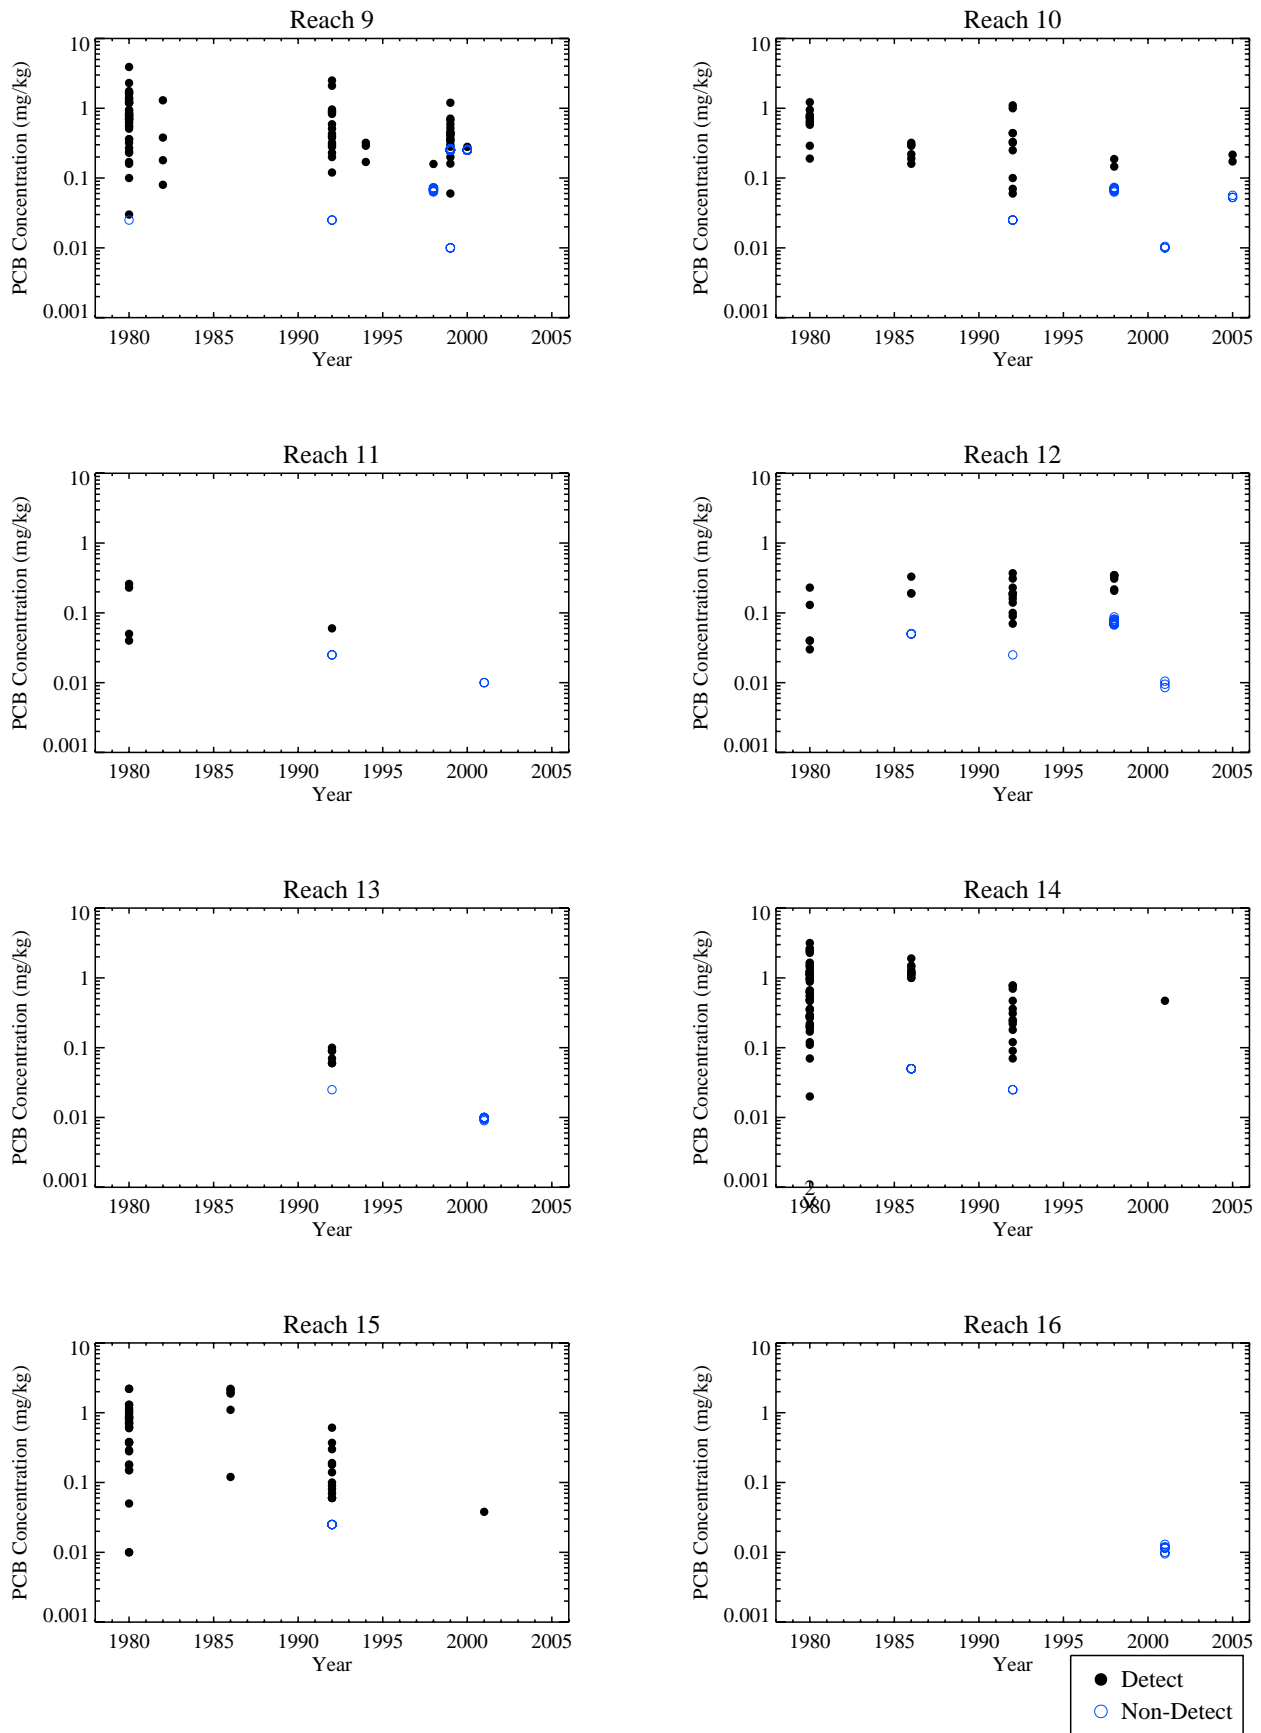 Reach 9
10
1
0.1
0.01
0.001
PCB Concentration (mg/kg)
1980 1985 1990 1995 2000 2005
Year
Reach 10
10
1
0.1
0.01
0.001
PCB Concentration (mg/kg)
1980 1985 1990 1995 2000 2005
Year
Reach 11
10
1
0.1
0.01
0.001
PCB Concentration (mg/kg)
1980 1985 1990 1995 2000 2005
Year
Reach 12
10
1
0.1
0.01
0.001
PCB Concentration (mg/kg)
1980 1985 1990 1995 2000 2005
Year
Reach 13
10
1
0.1
0.01
0.001
PCB Concentration (mg/kg)
1980 1985 1990 1995 2000 2005
Year
Reach 14
10
1
0.1
0.01
0.001
PCB Concentration (mg/kg)
2
1980 1985 1990 1995 2000 2005
Year
Reach 15
10
1
0.1
0.01
0.001
PCB Concentration (mg/kg)
1980 1985 1990 1995 2000 2005
Year
Reach 16
10
1
0.1
0.01
0.001
PCB Concentration (mg/kg)
1980 1985 1990 1995 2000 2005
Year
Detect
Non-Detect